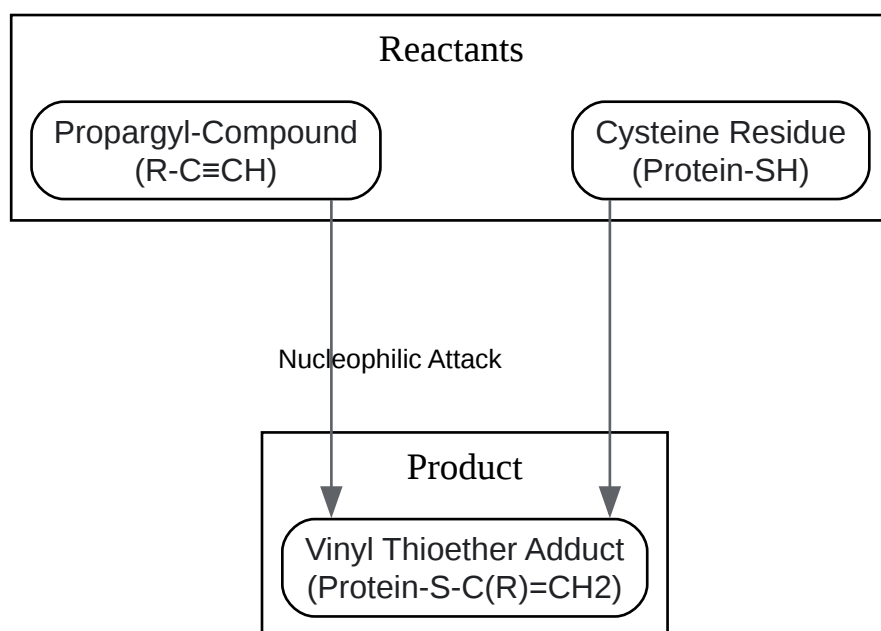 Reactants
Propargyl-Compound
(R-C≡CH)
Cysteine Residue
(Protein-SH)
Nucleophilic Attack
Product
Vinyl Thioether Adduct
(Protein-S-C(R)=CH2)